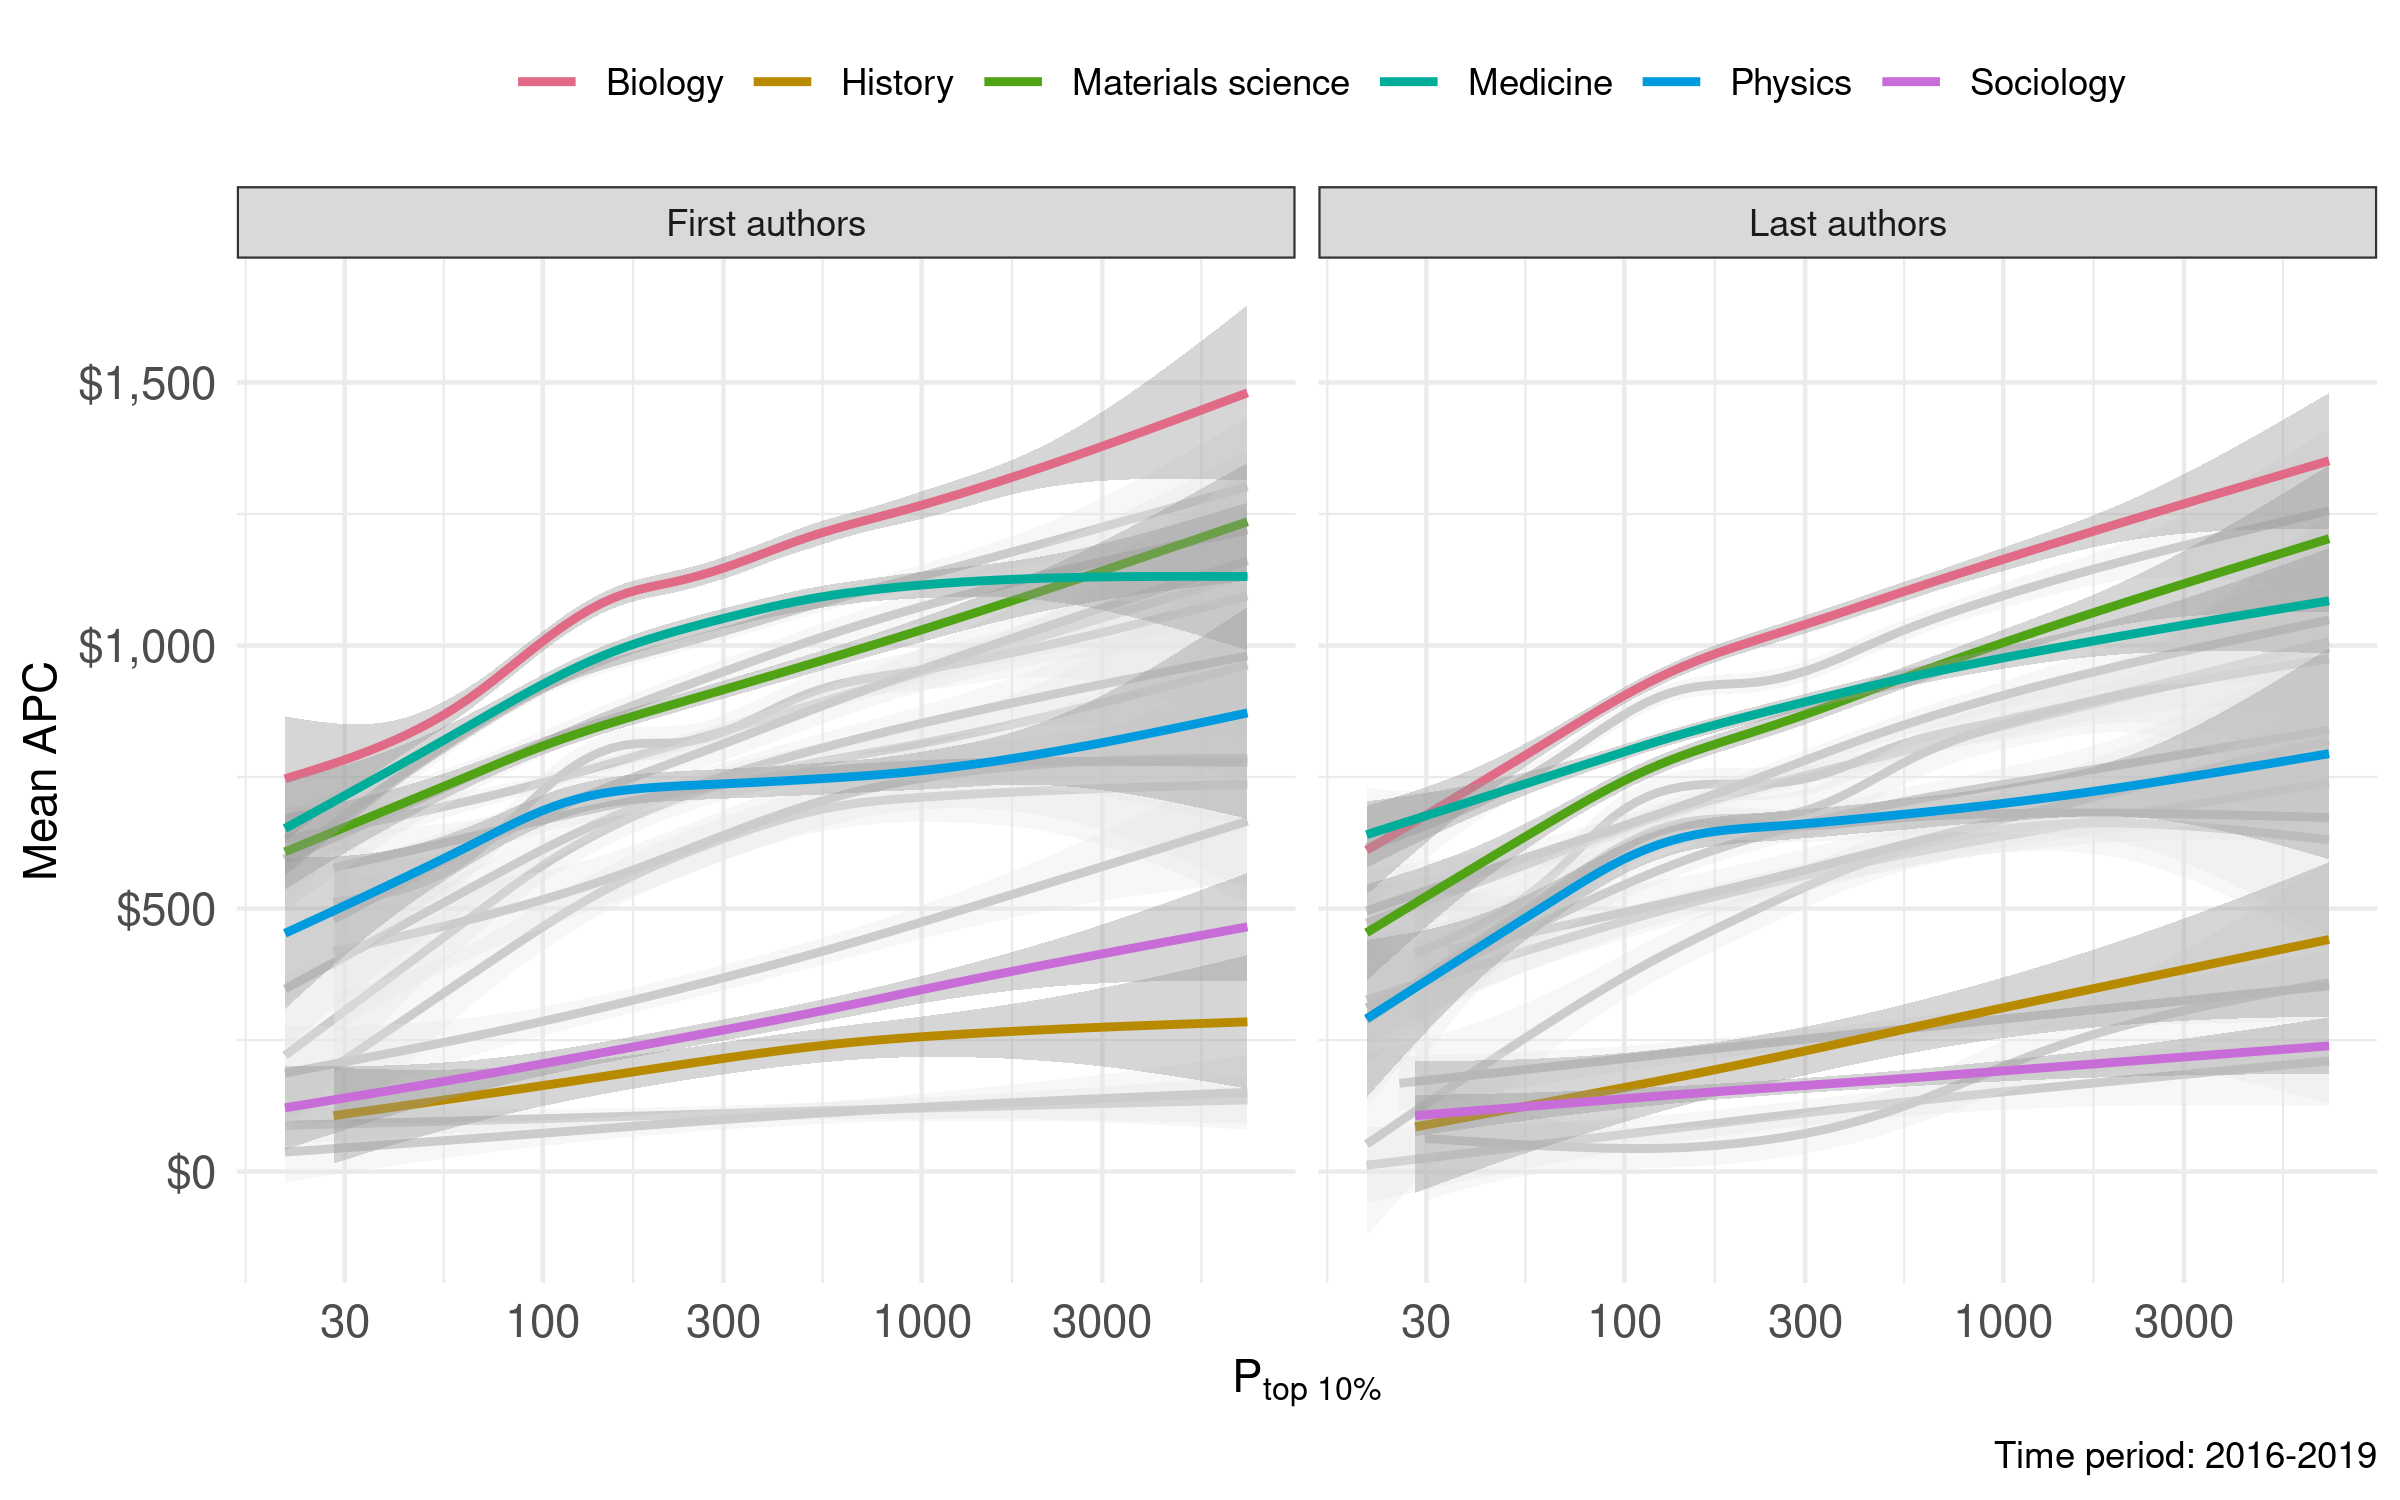 Biology History Materials science Medicine Physics Sociology
First authors Last authors
$1,500
$1,000
$500
$0
Mean APC
30 100 300 1000 3000 30 100 300 1000 3000
P top 10%
Time period: 2016-2019